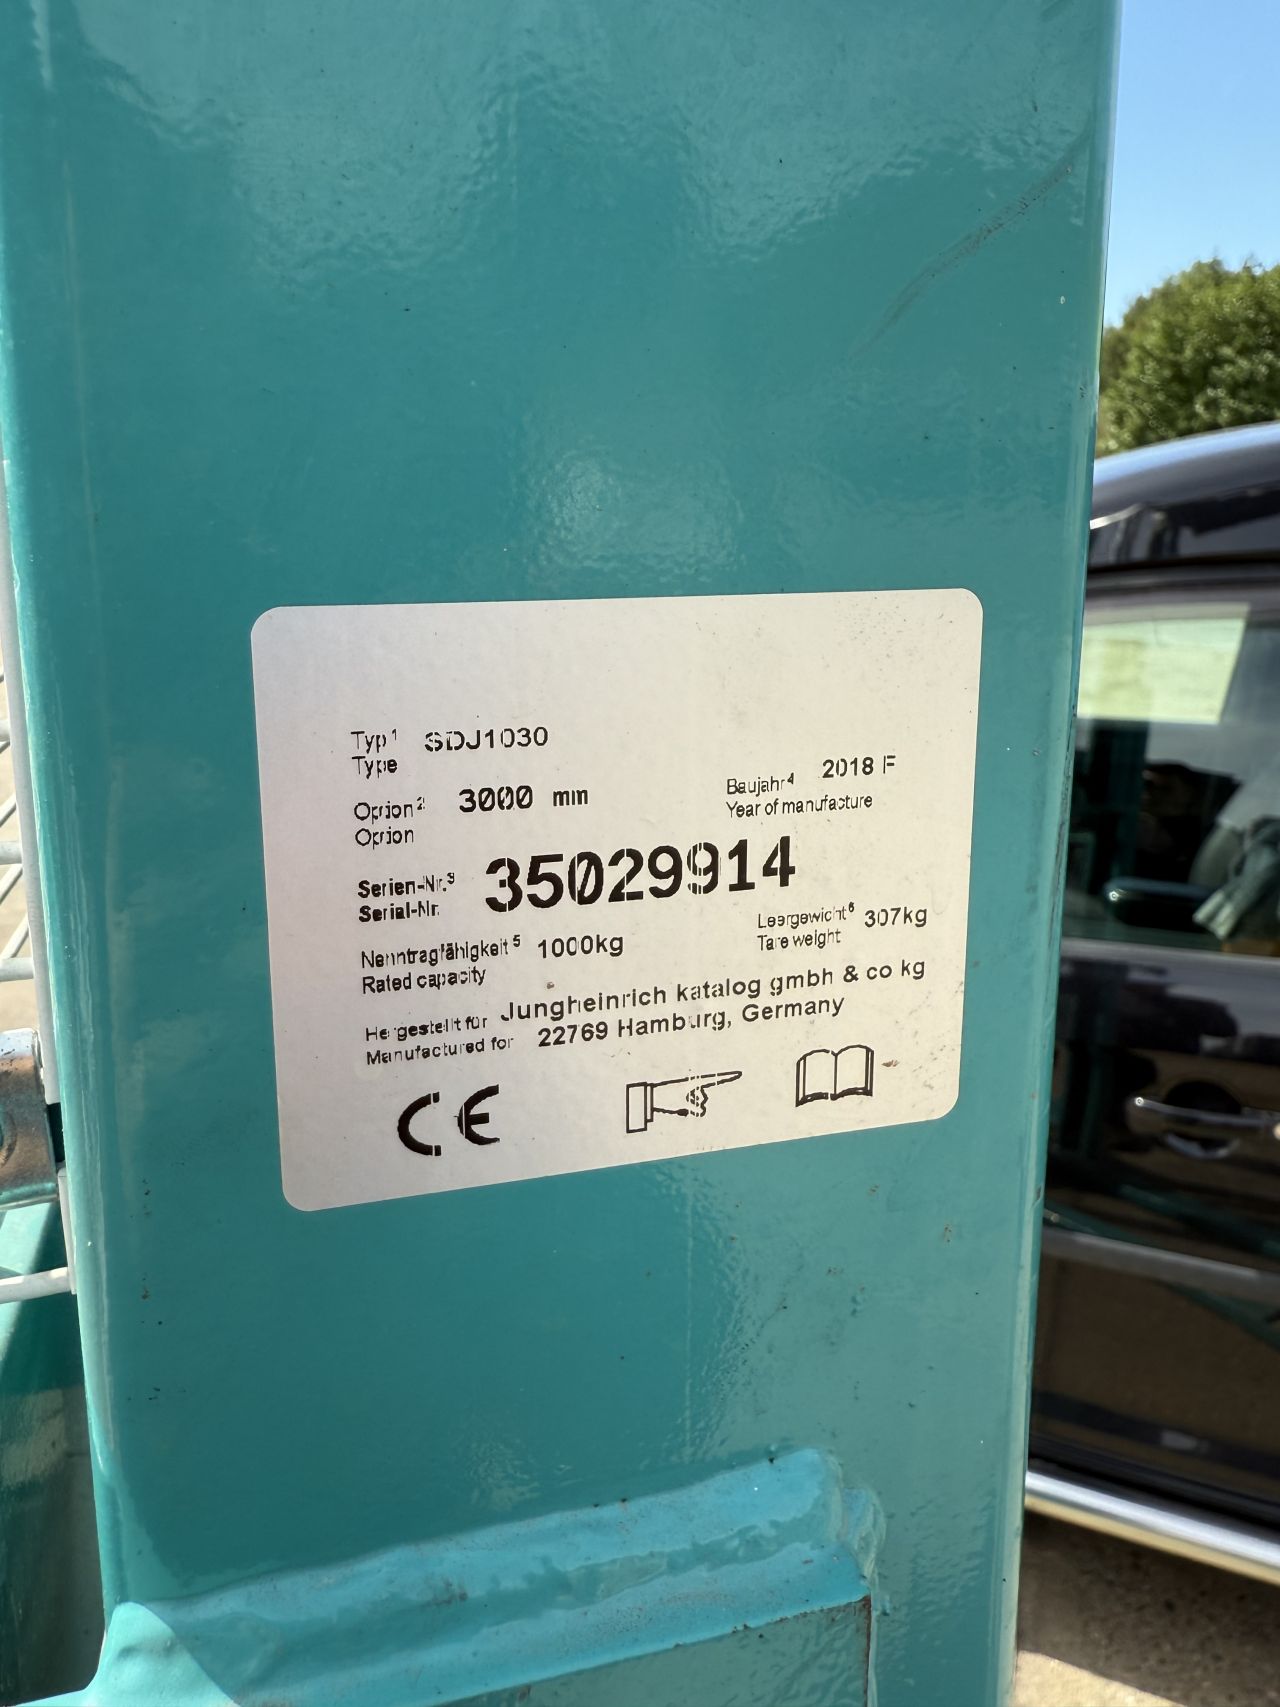 Typ¹ SDJ1030
Type
Option² 3000 mm
Option
Baujahr⁴ 2018 F
Year of manufacture
Serien-Nr.³ 35029914
Serial-Nr.
Leergewicht⁶ 307kg
Tare weight
Nenntragfähigkeit⁵ 1000kg
Rated capacity
Hergestellt für Jungheinrich katalog gmbh & co kg
Manufactured for 22769 Hamburg, Germany
CE